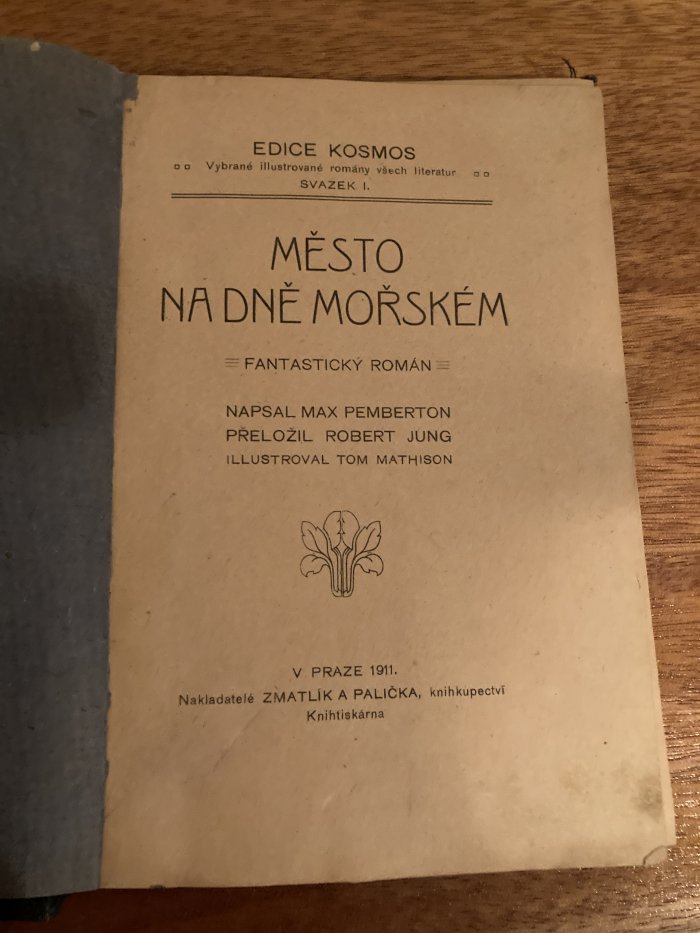 EDICE KOSMOS
Vybrané illustrované romány všech literatur
SVAZEK I.
MĚSTO
NA DNĚ MOŘSKÉM
FANTASTICKÝ ROMÁN
NAPSAL MAX PEMBERTON
PŘELOŽIL ROBERT JUNG
ILLUSTROVAL TOM MATHISON
V PRAZE 1911.
Nakladatelé ZMATLÍK A PALIČKA, knihkupectví
Knihtiskárna